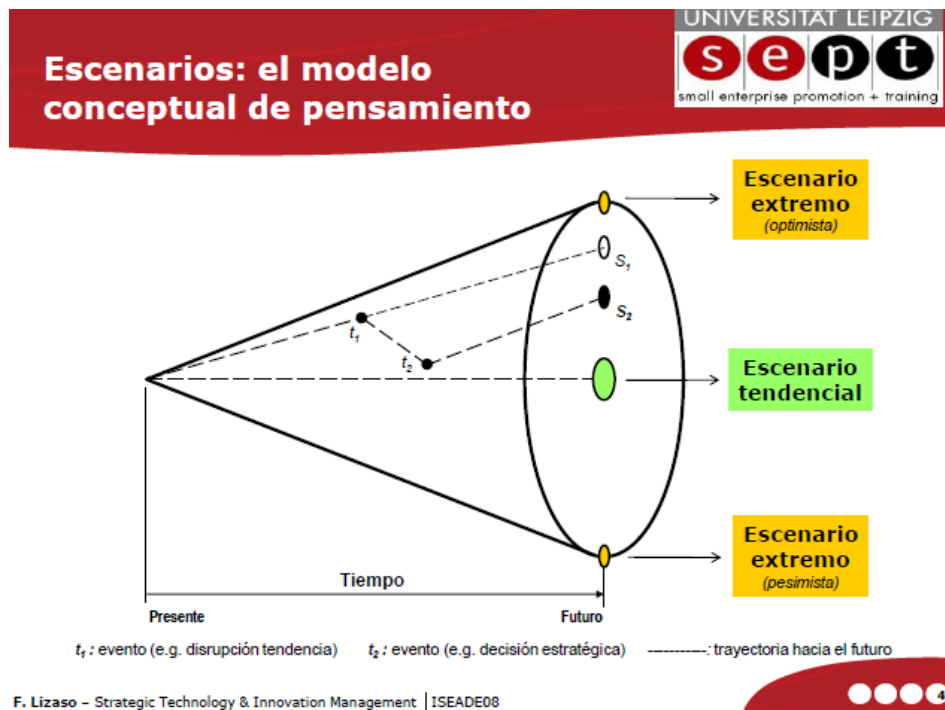 UNIVERSITÄT LEIPZIG
sept
small enterprise promotion + training
Escenarios: el modelo
conceptual de pensamiento
Escenario
extremo
(optimista)
S1
t1
S2
t2
Escenario
tendencial
Escenario
extremo
(pesimista)
Tiempo
Presente
Futuro
t1 : evento (e.g. disrupción tendencia)
t2 : evento (e.g. decisión estratégica)
-----------: trayectoria hacia el futuro
F. Lizaso – Strategic Technology & Innovation Management | ISEADE08
4